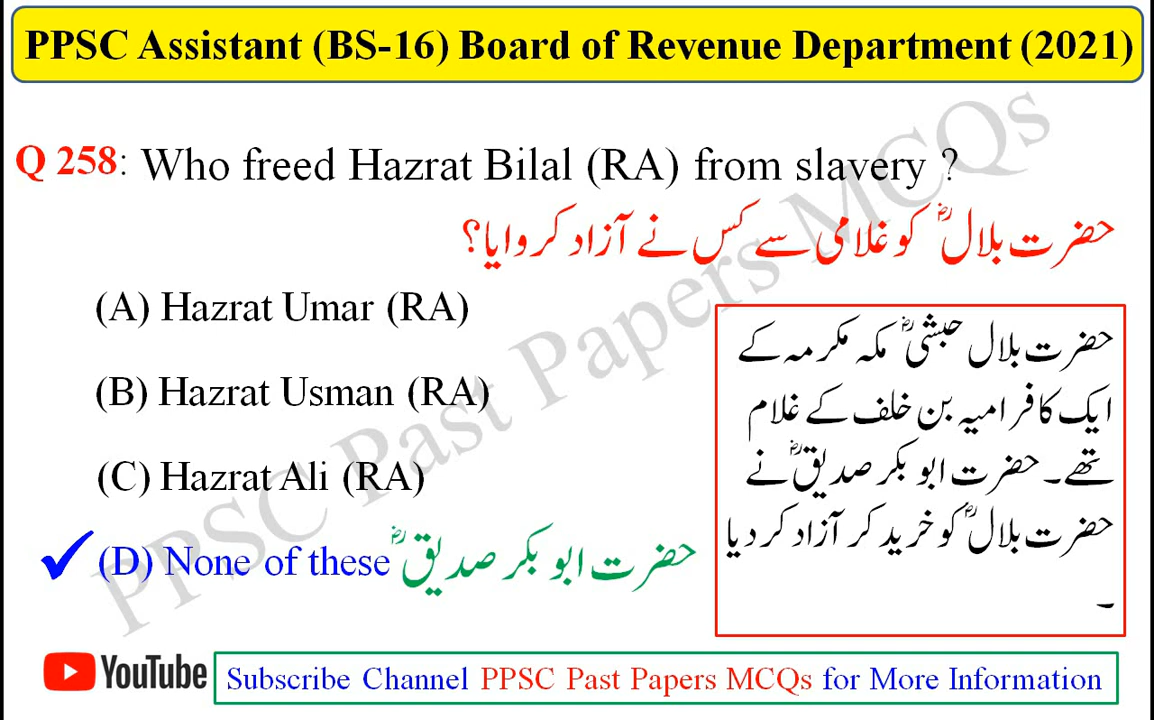 PPSC Assistant (BS-16) Board of Revenue Department (2021)
Q 258: Who freed Hazrat Bilal (RA) from slavery ?
حضرت بلالؓ کو غلامی سے کس نے آزاد کروایا؟
(A) Hazrat Umar (RA)
(B) Hazrat Usman (RA)
(C) Hazrat Ali (RA)
(D) None of these حضرت ابو بکر صدیقؓ
حضرت بلال حبشیؓ مکہ مکرمہ کے
ایک کافر امیہ بن خلف کے غلام
تھے۔ حضرت ابو بکر صدیقؓ نے
حضرت بلالؓ کو خرید کر آزاد کر دیا
۔
PPSC Past Papers MCQs
YouTube
Subscribe Channel PPSC Past Papers MCQs for More Information